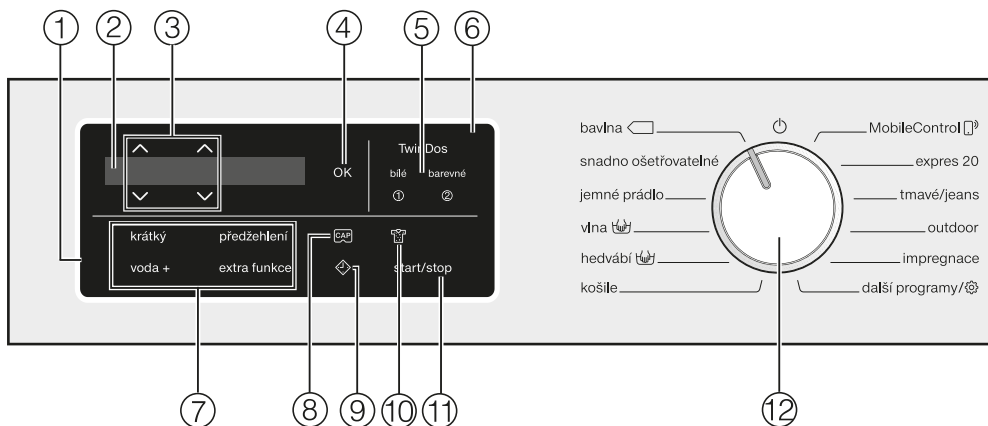 ① ② ③ ④ ⑤ ⑥
TwinDos
OK bílé barevné
① ②
krátký předžehlení CAP
voda + extra funkce start/stop
⑦ ⑧ ⑨ ⑩ ⑪ ⑫
bavlna
snadno ošetřovatelné
jemné prádlo
vlna
hedvábí
košile
MobileControl
expres 20
tmavé/jeans
outdoor
impregnace
další programy/